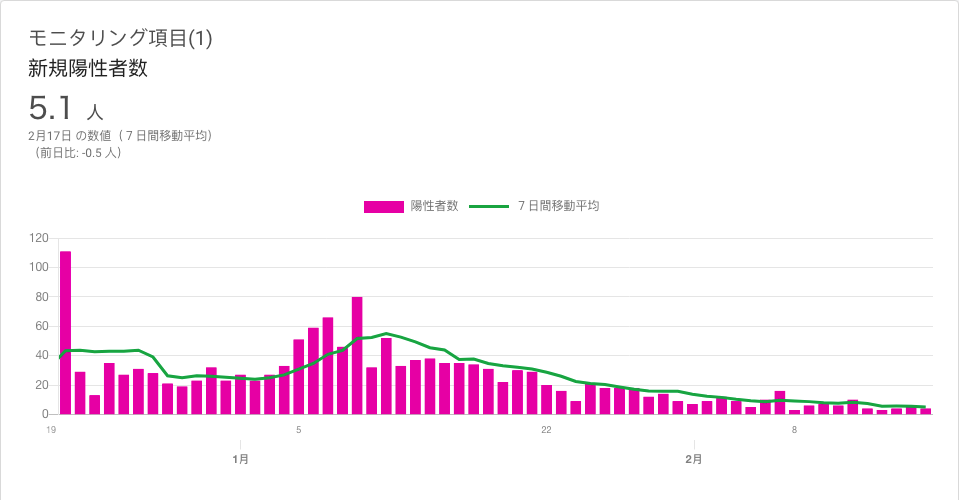 モニタリング項目(1)
新規陽性者数
5.1 人
2月17日 の数値（７日間移動平均）
（前日比: -0.5 人）
陽性者数 ７日間移動平均
120
100
80
60
40
20
0
19 5 22 8
1月 2月